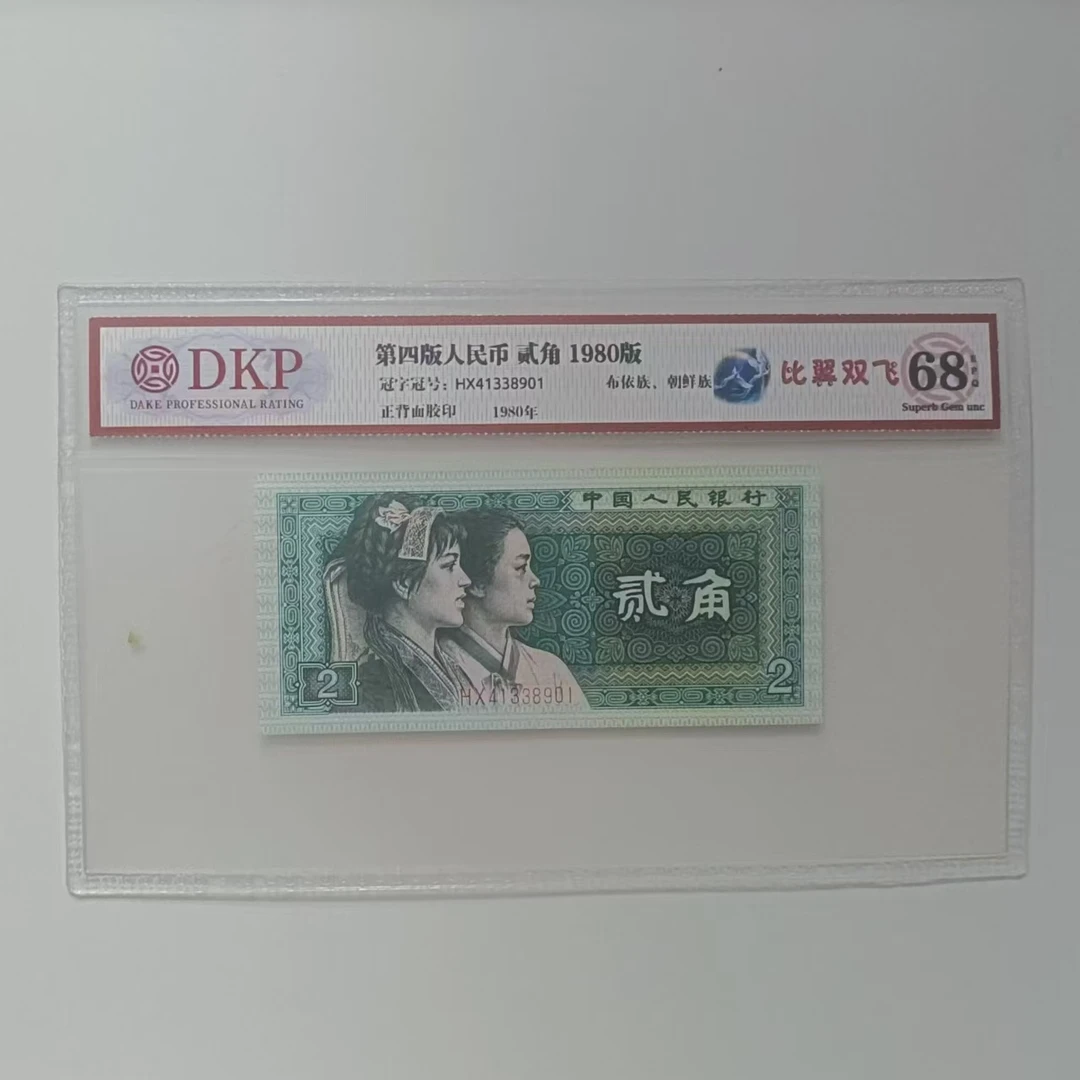 DKP
DAKE PROFESSIONAL RATING
第四版人民币 贰角 1980版
冠字冠号：HX41338901 布依族、朝鲜族
正背面胶印 1980年
比翼双飞
68
EPQ
Superb Gem unc
中国人民银行
贰角
2
HX41338901
2